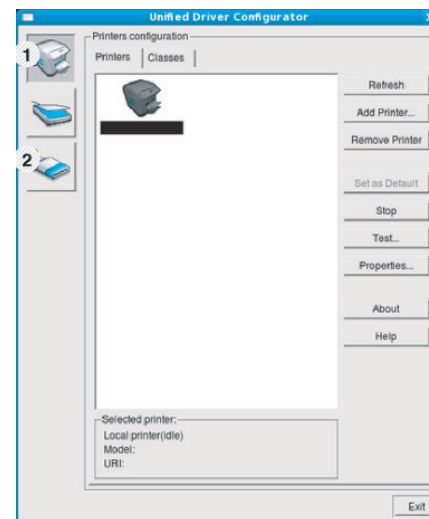 Unified Driver Configurator
Printers configuration
1
Printers
Classes
2
Refresh
Add Printer...
Remove Printer
Set as Default
Stop
Test...
Properties...
About
Help
Selected printer:
Local printer(idle)
Model:
URI:
Exit